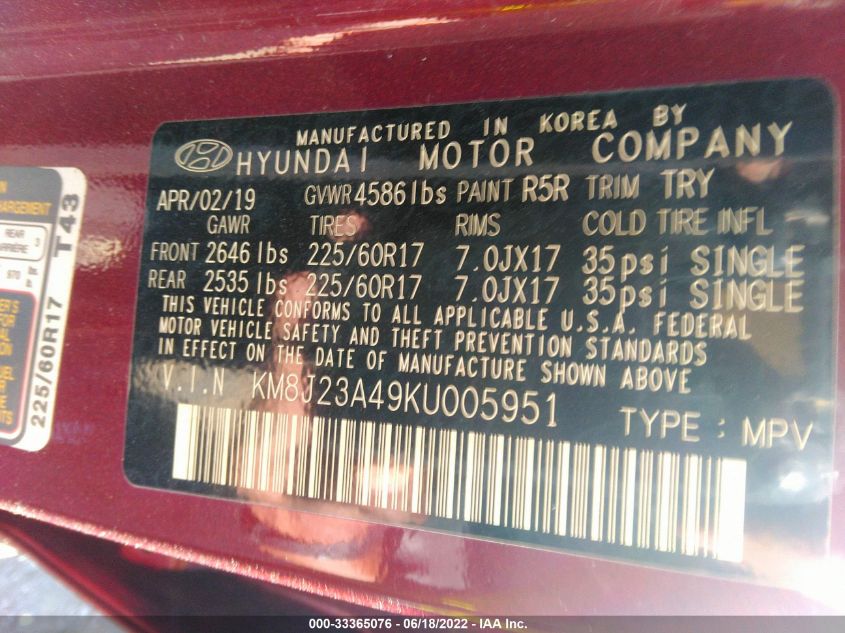 MANUFACTURED IN KOREA BY
HYUNDAI MOTOR COMPANY
APR/02/19 GVWR 4586 lbs PAINT R5R TRIM TRY
GAWR TIRES RIMS COLD TIRE INFL
FRONT 2646 lbs 225/60R17 7.0JX17 35psi SINGLE
REAR 2535 lbs 225/60R17 7.0JX17 35psi SINGLE
THIS VEHICLE CONFORMS TO ALL APPLICABLE U.S.A. FEDERAL
MOTOR VEHICLE SAFETY AND THEFT PREVENTION STANDARDS
IN EFFECT ON THE DATE OF MANUFACTURE SHOWN ABOVE
V.I.N KM8J23A49KU005951
TYPE : MPV
REAR 3
225/60R17 T43
000-33365076 - 06/18/2022 - IAA Inc.